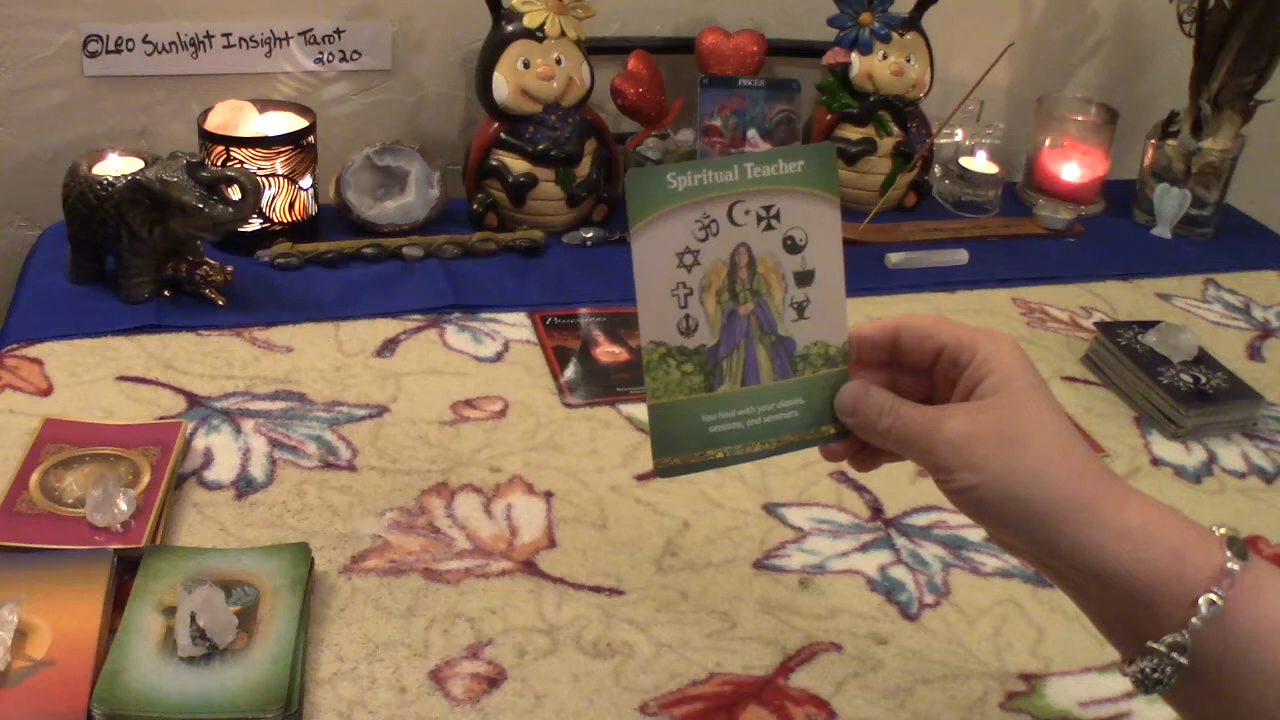 ©Leo Sunlight Insight Tarot
2020
PISCES
Spiritual Teacher
You heal with your classes,
sessions, and seminars.